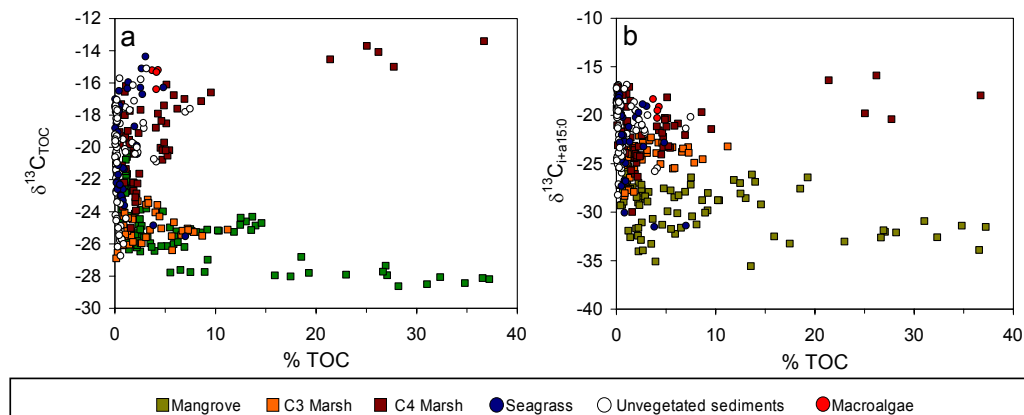 a
b
-12
-14
-16
-18
-20
-22
-24
-26
-28
-30
δ13CTOC
0 10 20 30 40
% TOC
-10
-15
-20
-25
-30
-35
-40
δ13Ci+a15:0
0 10 20 30 40
% TOC
Mangrove C3 Marsh C4 Marsh Seagrass Unvegetated sediments Macroalgae